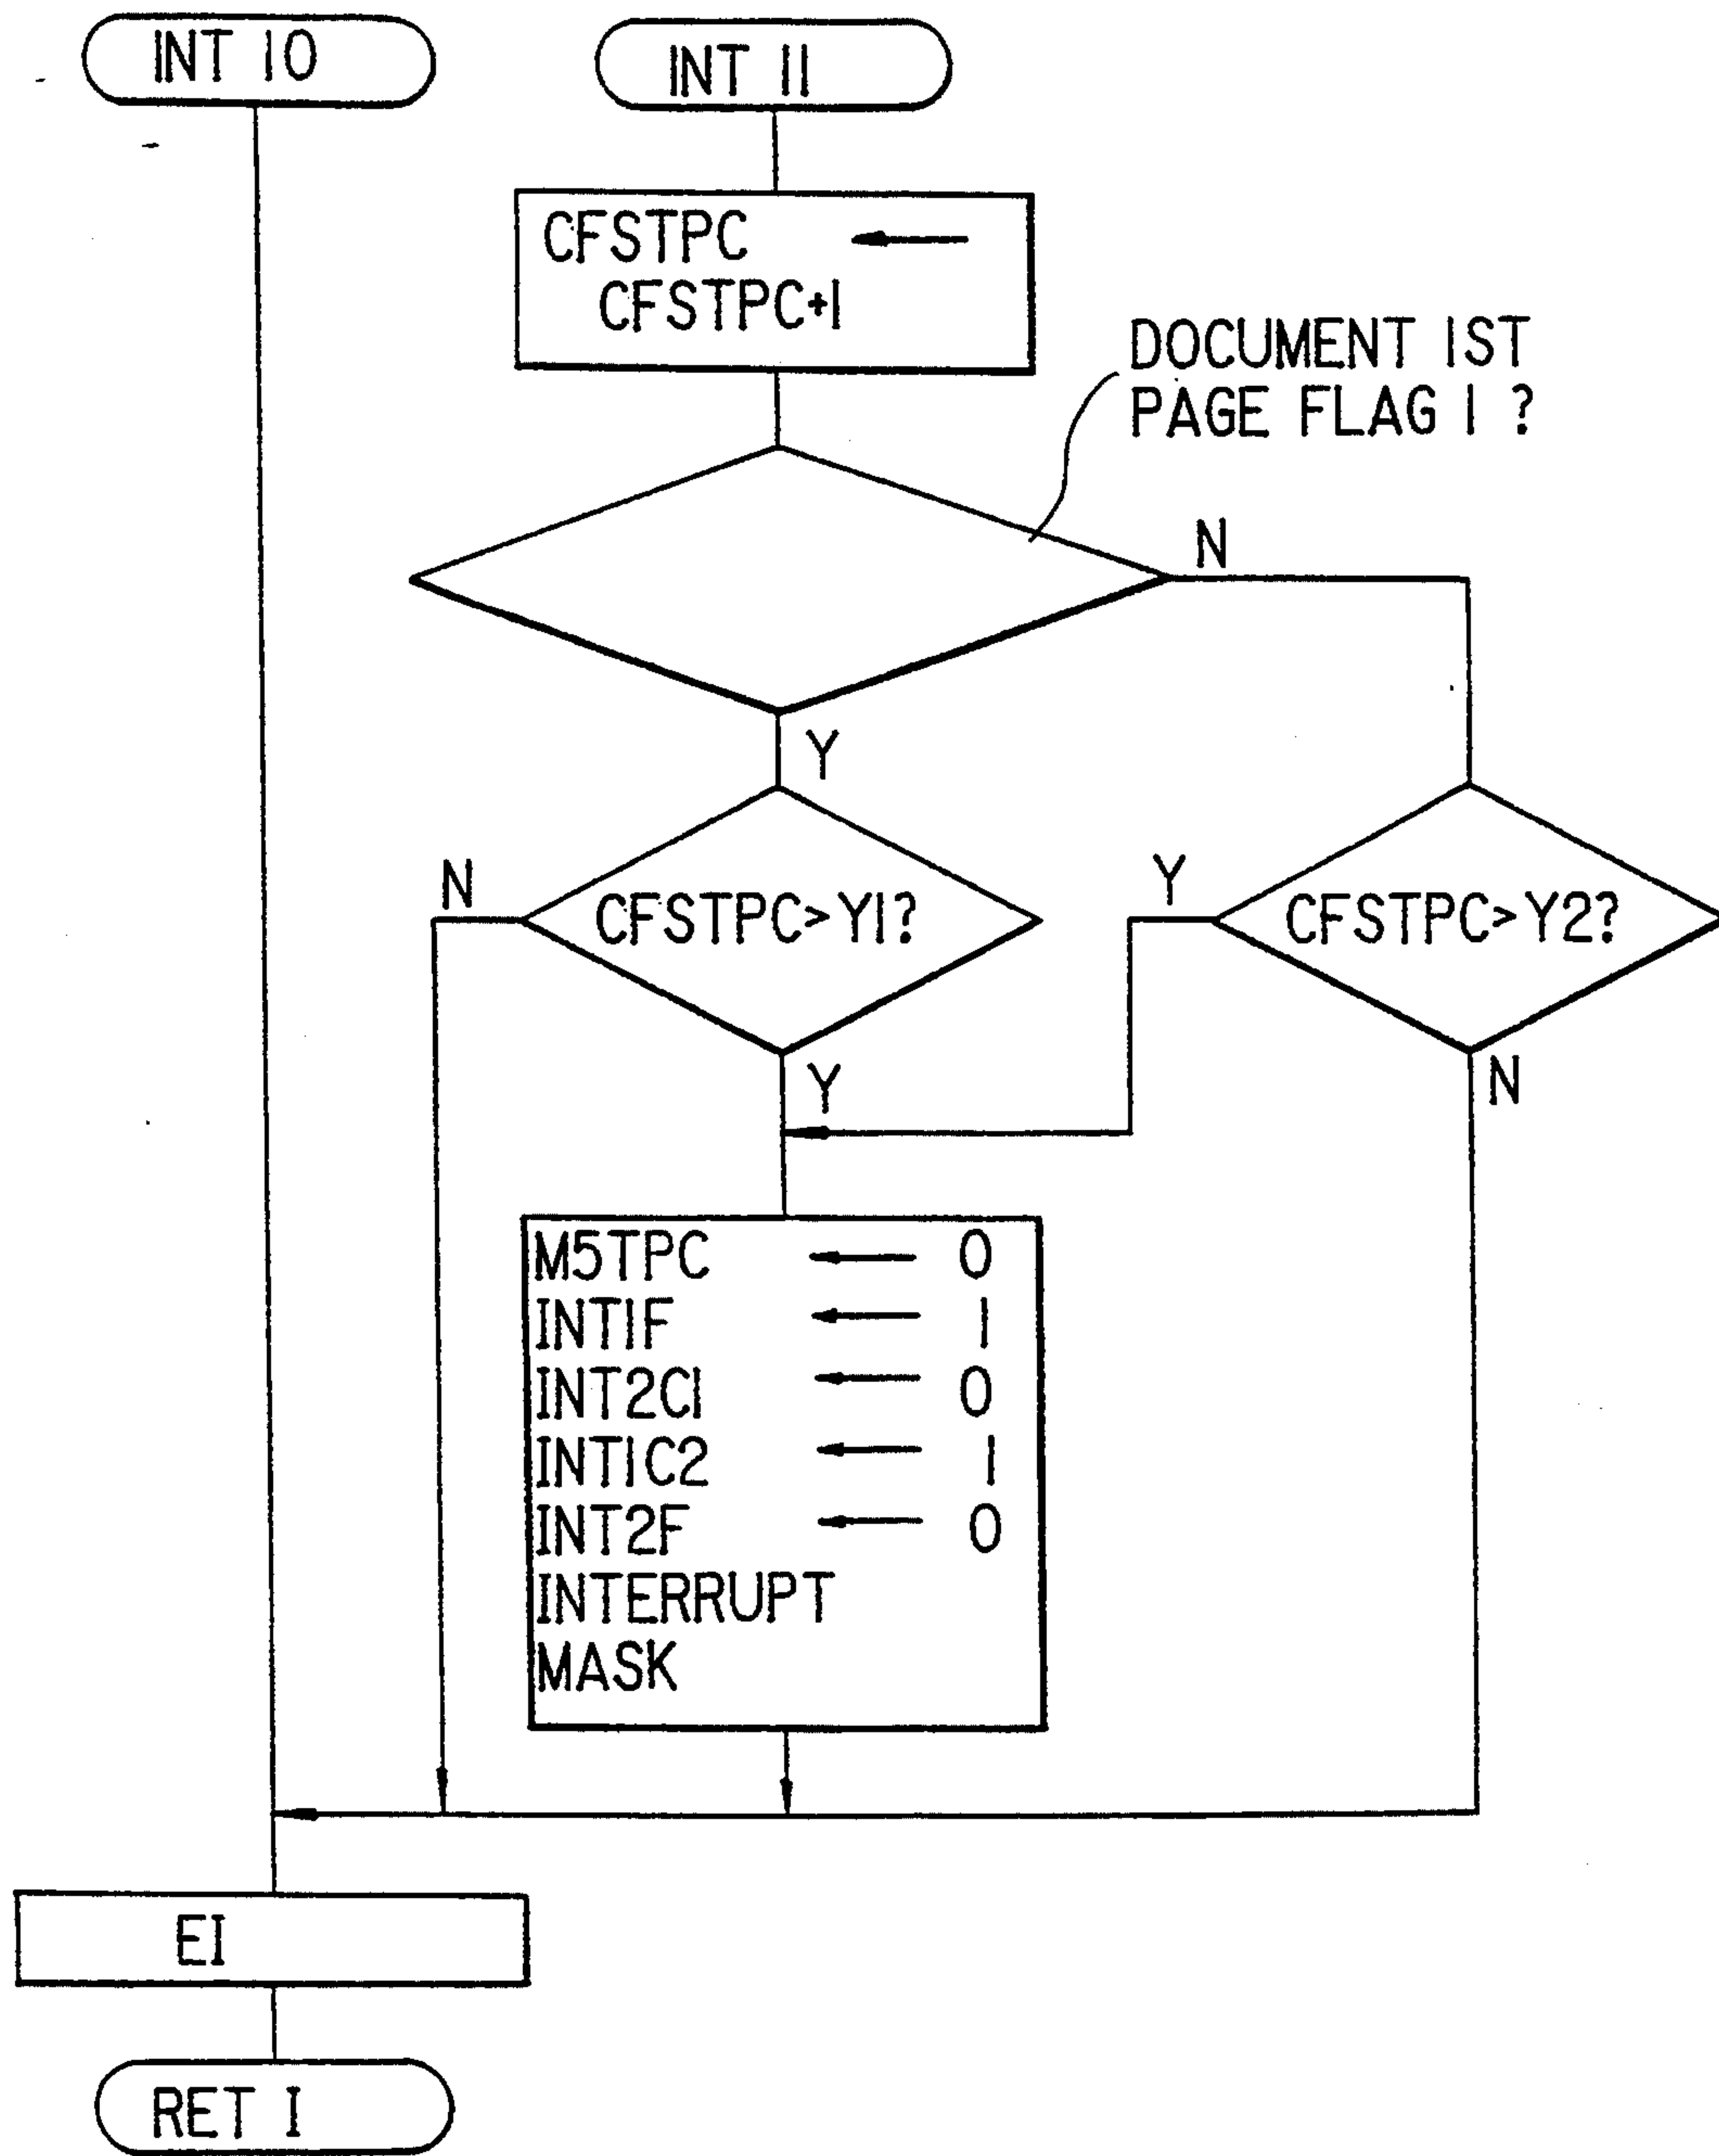 INT 10
INT 11
CFSTPC ←
CFSTPC+1
DOCUMENT 1ST
PAGE FLAG 1 ?
N
Y
N
CFSTPC>Y1?
Y
CFSTPC>Y2?
Y
N
M5TPC ← 0
INT1F ← 1
INT2C1 ← 0
INT1C2 ← 1
INT2F ← 0
INTERRUPT
MASK
EI
RET I